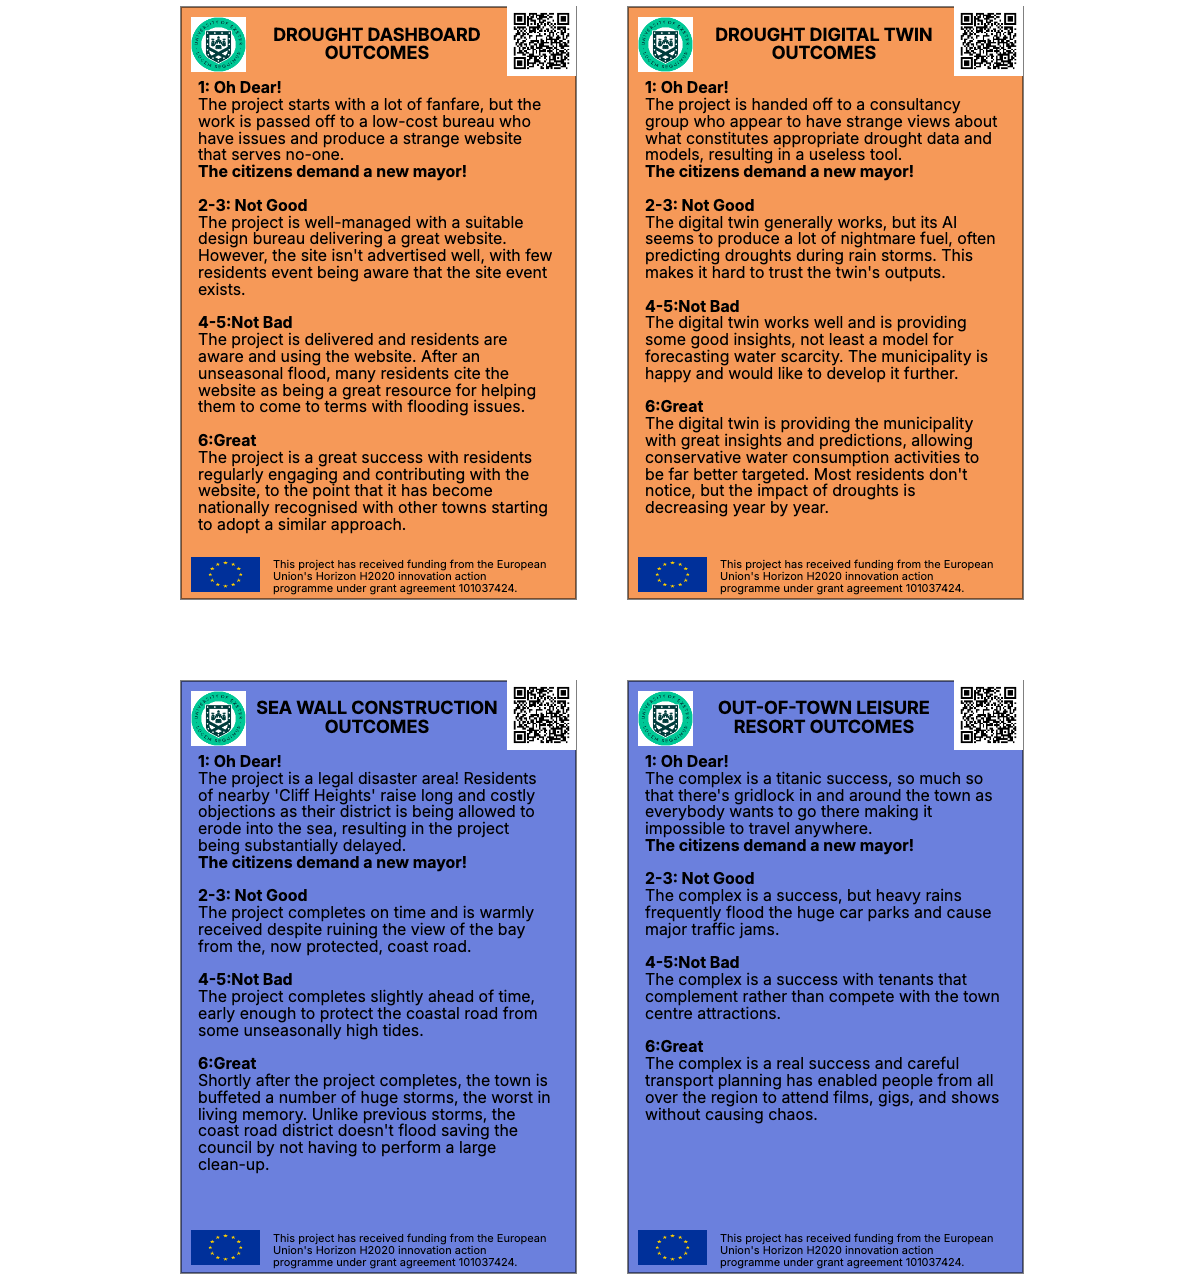 DROUGHT DASHBOARD
OUTCOMES
1: Oh Dear!
The project starts with a lot of fanfare, but the
work is passed off to a low-cost bureau who
have issues and produce a strange website
that serves no-one.
The citizens demand a new mayor!
2-3: Not Good
The project is well-managed with a suitable
design bureau delivering a great website.
However, the site isn't advertised well, with few
residents event being aware that the site event
exists.
4-5:Not Bad
The project is delivered and residents are
aware and using the website. After an
unseasonal flood, many residents cite the
website as being a great resource for helping
them to come to terms with flooding issues.
6:Great
The project is a great success with residents
regularly engaging and contributing with the
website, to the point that it has become
nationally recognised with other towns starting
to adopt a similar approach.
This project has received funding from the European
Union's Horizon H2020 innovation action
programme under grant agreement 101037424.
DROUGHT DIGITAL TWIN
OUTCOMES
1: Oh Dear!
The project is handed off to a consultancy
group who appear to have strange views about
what constitutes appropriate drought data and
models, resulting in a useless tool.
The citizens demand a new mayor!
2-3: Not Good
The digital twin generally works, but its AI
seems to produce a lot of nightmare fuel, often
predicting droughts during rain storms. This
makes it hard to trust the twin's outputs.
4-5:Not Bad
The digital twin works well and is providing
some good insights, not least a model for
forecasting water scarcity. The municipality is
happy and would like to develop it further.
6:Great
The digital twin is providing the municipality
with great insights and predictions, allowing
conservative water consumption activities to
be far better targeted. Most residents don't
notice, but the impact of droughts is
decreasing year by year.
This project has received funding from the European
Union's Horizon H2020 innovation action
programme under grant agreement 101037424.
SEA WALL CONSTRUCTION
OUTCOMES
1: Oh Dear!
The project is a legal disaster area! Residents
of nearby 'Cliff Heights' raise long and costly
objections as their district is being allowed to
erode into the sea, resulting in the project
being substantially delayed.
The citizens demand a new mayor!
2-3: Not Good
The project completes on time and is warmly
received despite ruining the view of the bay
from the, now protected, coast road.
4-5:Not Bad
The project completes slightly ahead of time,
early enough to protect the coastal road from
some unseasonally high tides.
6:Great
Shortly after the project completes, the town is
buffeted a number of huge storms, the worst in
living memory. Unlike previous storms, the
coast road district doesn't flood saving the
council by not having to perform a large
clean-up.
This project has received funding from the European
Union's Horizon H2020 innovation action
programme under grant agreement 101037424.
OUT-OF-TOWN LEISURE
RESORT OUTCOMES
1: Oh Dear!
The complex is a titanic success, so much so
that there's gridlock in and around the town as
everybody wants to go there making it
impossible to travel anywhere.
The citizens demand a new mayor!
2-3: Not Good
The complex is a success, but heavy rains
frequently flood the huge car parks and cause
major traffic jams.
4-5:Not Bad
The complex is a success with tenants that
complement rather than compete with the town
centre attractions.
6:Great
The complex is a real success and careful
transport planning has enabled people from all
over the region to attend films, gigs, and shows
without causing chaos.
This project has received funding from the European
Union's Horizon H2020 innovation action
programme under grant agreement 101037424.